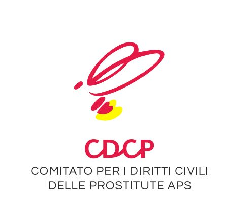 CDCP
COMITATO PER I DIRITTI CIVILI
DELLE PROSTITUTE APS